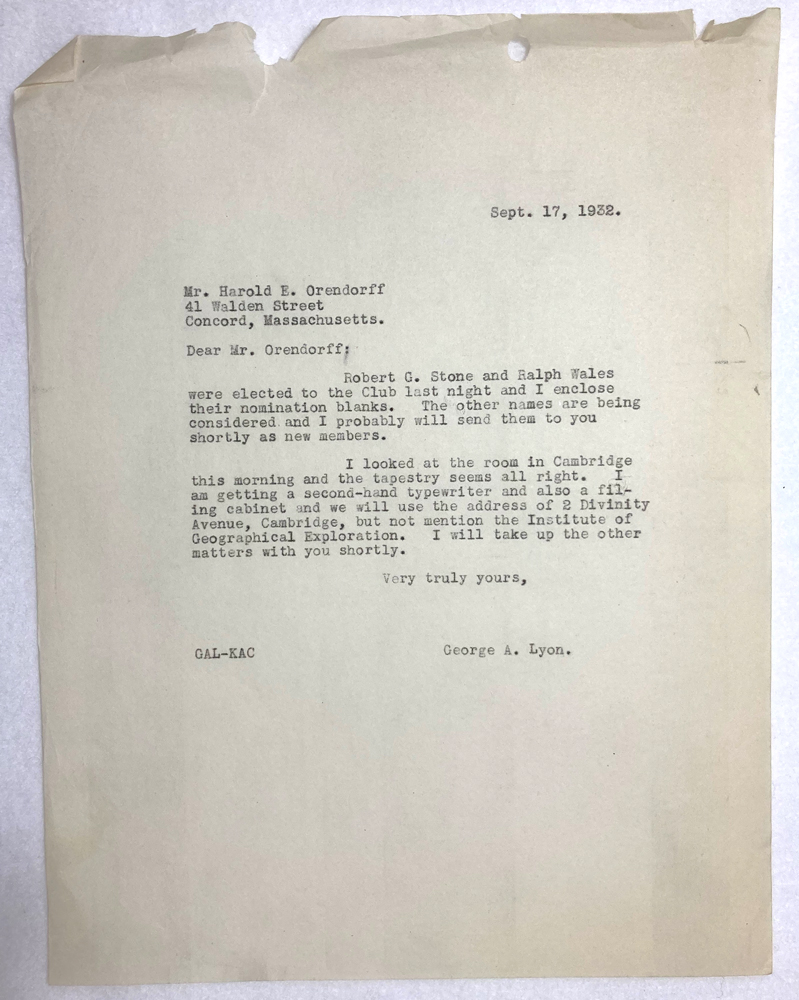 Sept. 17, 1932.
Mr. Harold E. Orendorff
41 Walden Street
Concord, Massachusetts.
Dear Mr. Orendorff:
Robert G. Stone and Ralph Wales
were elected to the Club last night and I enclose
their nomination blanks. The other names are being
considered and I probably will send them to you
shortly as new members.
I looked at the room in Cambridge
this morning and the tapestry seems all right. I
am getting a second-hand typewriter and also a fil-
ing cabinet and we will use the address of 2 Divinity
Avenue, Cambridge, but not mention the Institute of
Geographical Exploration. I will take up the other
matters with you shortly.
Very truly yours,
GAL-KAC George A. Lyon.